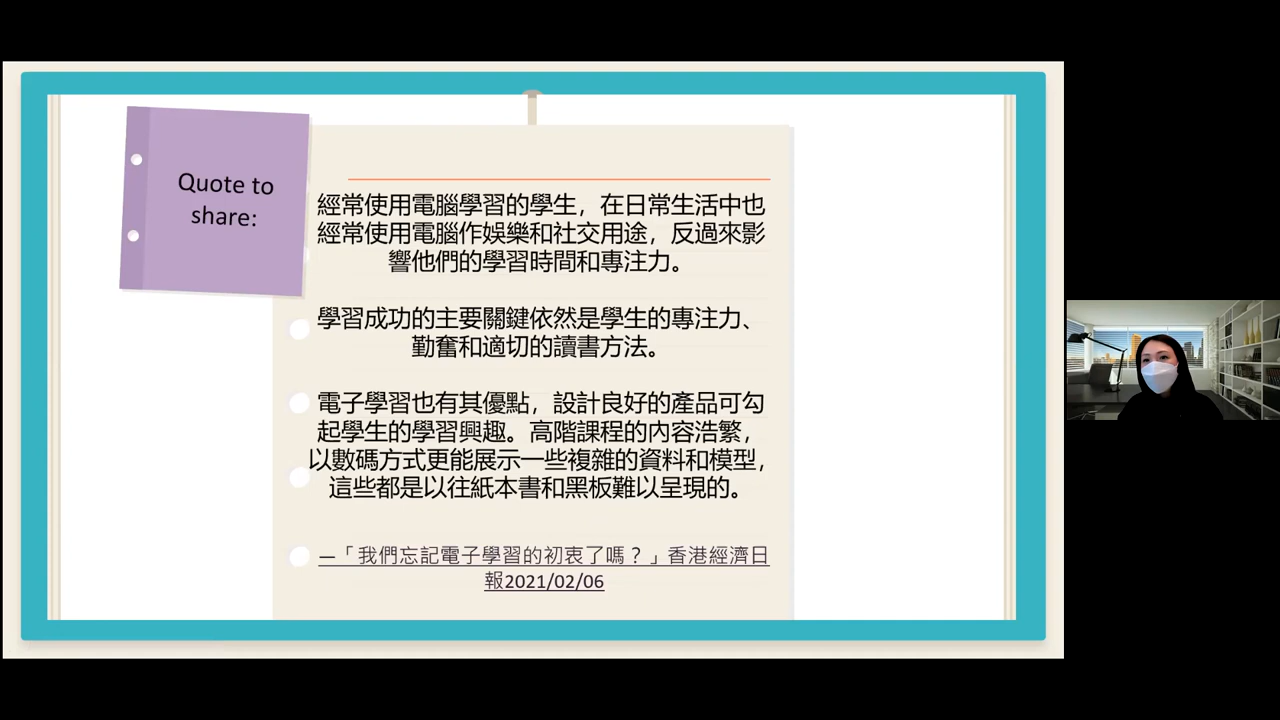 Quote to
share:
經常使用電腦學習的學生，在日常生活中也
經常使用電腦作娛樂和社交用途，反過來影
響他們的學習時間和專注力。
學習成功的主要關鍵依然是學生的專注力、
勤奮和適切的讀書方法。
電子學習也有其優點，設計良好的產品可勾
起學生的學習興趣。高階課程的內容浩繁，
以數碼方式更能展示一些複雜的資料和模型，
這些都是以往紙本書和黑板難以呈現的。
—「我們忘記電子學習的初衷了嗎？」香港經濟日
報2021/02/06